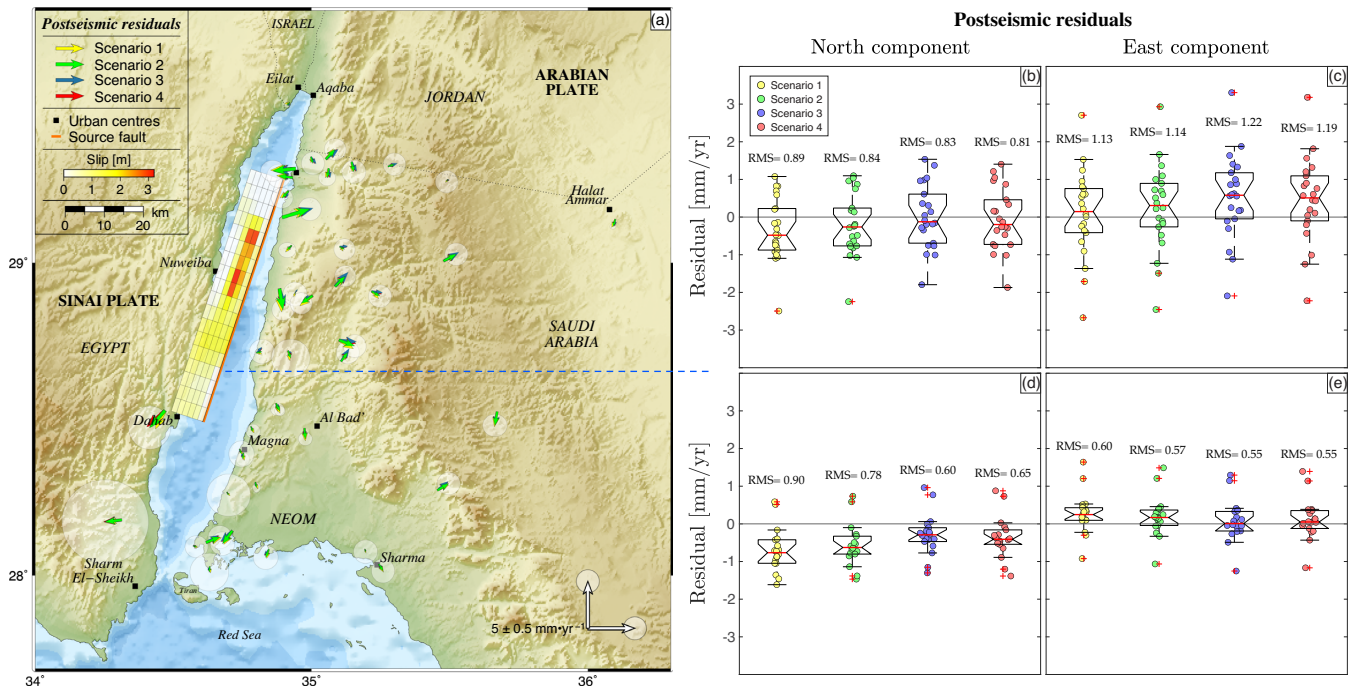 Postseismic residuals
Scenario 1
Scenario 2
Scenario 3
Scenario 4
Urban centres
Source fault
Slip [m]
0 1 2 3
km
0 10 20
(a)
ISRAEL
Eilat
Aqaba
JORDAN
ARABIAN
PLATE
Halat
Ammar
Nuweiba
SINAI PLATE
EGYPT
SAUDI
ARABIA
Dahab
Al Bad'
Magna
NEOM
Sharm
El−Sheikh
Sharma
Tiran
Red Sea
5 ± 0.5 mm·yr⁻¹
29°
28°
34° 35° 36°
Postseismic residuals
North component East component
(b)
Scenario 1
Scenario 2
Scenario 3
Scenario 4
RMS= 0.89
RMS= 0.84
RMS= 0.83
RMS= 0.81
(c)
RMS= 1.13
RMS= 1.14
RMS= 1.22
RMS= 1.19
Residual [mm/yr]
3
2
1
0
-1
-2
-3
(d)
RMS= 0.90
RMS= 0.78
RMS= 0.60
RMS= 0.65
(e)
RMS= 0.60
RMS= 0.57
RMS= 0.55
RMS= 0.55
Residual [mm/yr]
3
2
1
0
-1
-2
-3